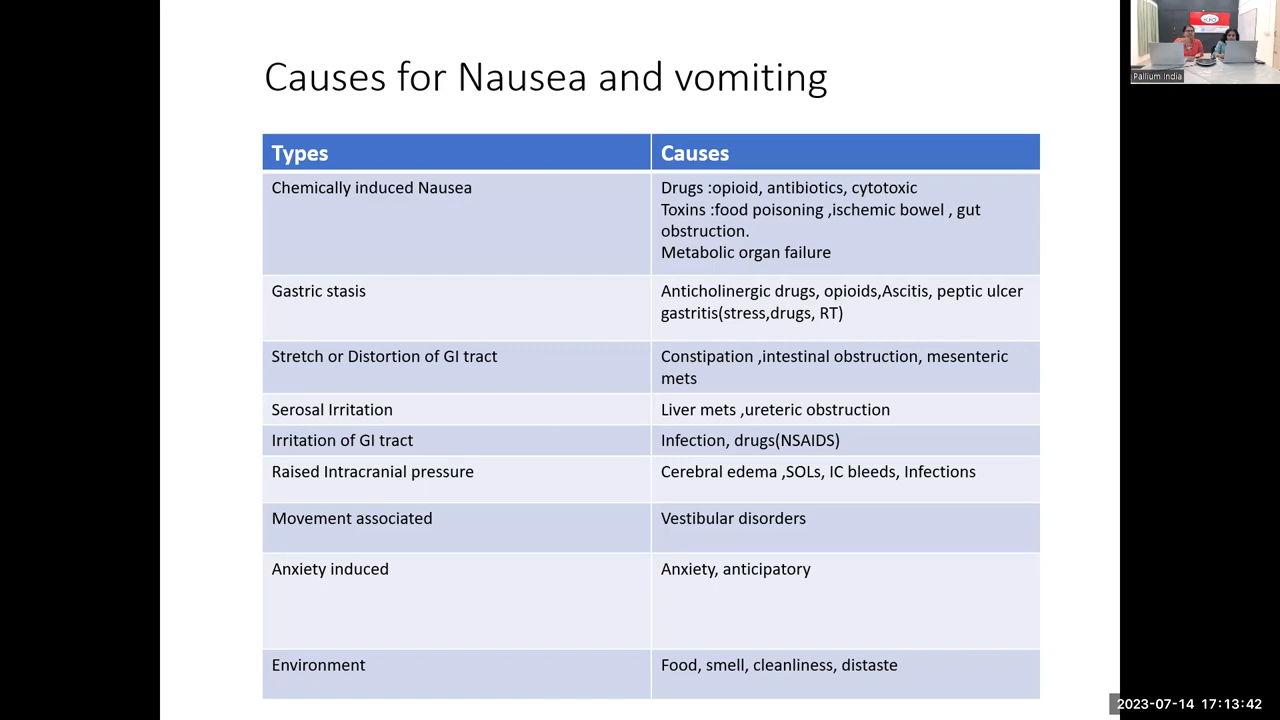 Causes for Nausea and vomiting
Types
Causes
Chemically induced Nausea
Drugs :opioid, antibiotics, cytotoxic
Toxins :food poisoning ,ischemic bowel , gut
obstruction.
Metabolic organ failure
Gastric stasis
Anticholinergic drugs, opioids,Ascitis, peptic ulcer
gastritis(stress,drugs, RT)
Stretch or Distortion of GI tract
Constipation ,intestinal obstruction, mesenteric
mets
Serosal Irritation
Liver mets ,ureteric obstruction
Irritation of GI tract
Infection, drugs(NSAIDS)
Raised Intracranial pressure
Cerebral edema ,SOLs, IC bleeds, Infections
Movement associated
Vestibular disorders
Anxiety induced
Anxiety, anticipatory
Environment
Food, smell, cleanliness, distaste
Pallium India
2023-07-14 17:13:42